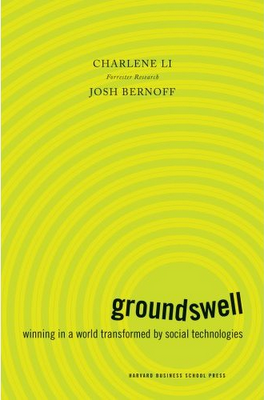 CHARLENE LI
Forrester Research
JOSH BERNOFF
groundswell
winning in a world transformed by social technologies
HARVARD BUSINESS SCHOOL PRESS